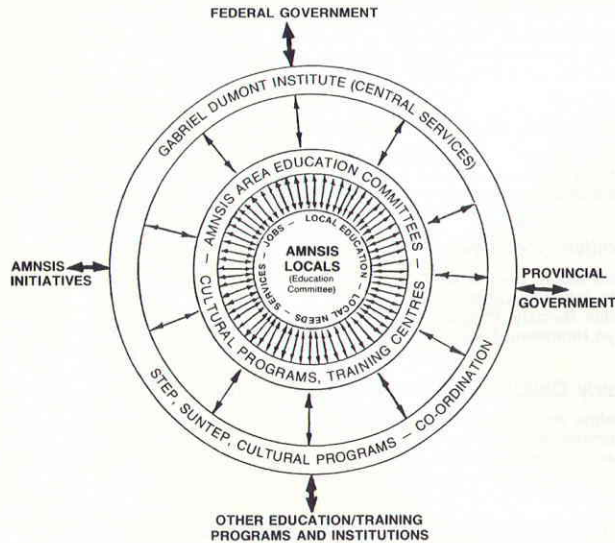 FEDERAL GOVERNMENT
GABRIEL DUMONT INSTITUTE (CENTRAL SERVICES)
AMNSIS AREA EDUCATION COMMITTEES –
– JOBS – LOCAL EDUCATION –
AMNSIS
LOCALS
(Education
Committee)
LOCAL NEEDS – SERVICES
CULTURAL PROGRAMS, TRAINING CENTRES –
STEP, SUNTEP, CULTURAL PROGRAMS – CO-ORDINATION
AMNSIS
INITIATIVES
PROVINCIAL
GOVERNMENT
OTHER EDUCATION/TRAINING
PROGRAMS AND INSTITUTIONS